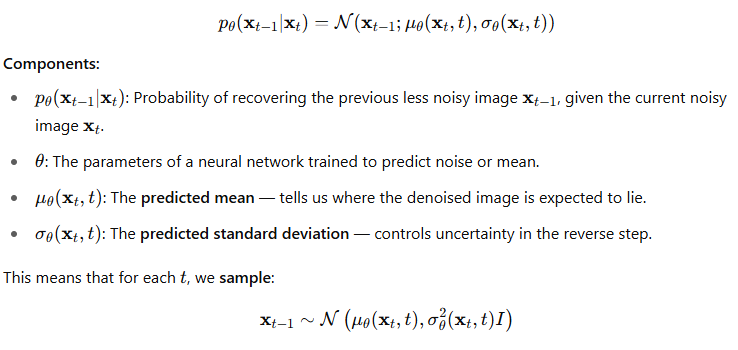 pθ(𝐱t−1|𝐱t) = 𝒩(𝐱t−1; μθ(𝐱t, t), σθ(𝐱t, t))
Components:
• pθ(𝐱t−1|𝐱t): Probability of recovering the previous less noisy image 𝐱t−1, given the current noisy
image 𝐱t.
• θ: The parameters of a neural network trained to predict noise or mean.
• μθ(𝐱t, t): The predicted mean — tells us where the denoised image is expected to lie.
• σθ(𝐱t, t): The predicted standard deviation — controls uncertainty in the reverse step.
This means that for each t, we sample:
𝐱t−1 ∼ 𝒩 (μθ(𝐱t, t), σ²θ(𝐱t, t)I)